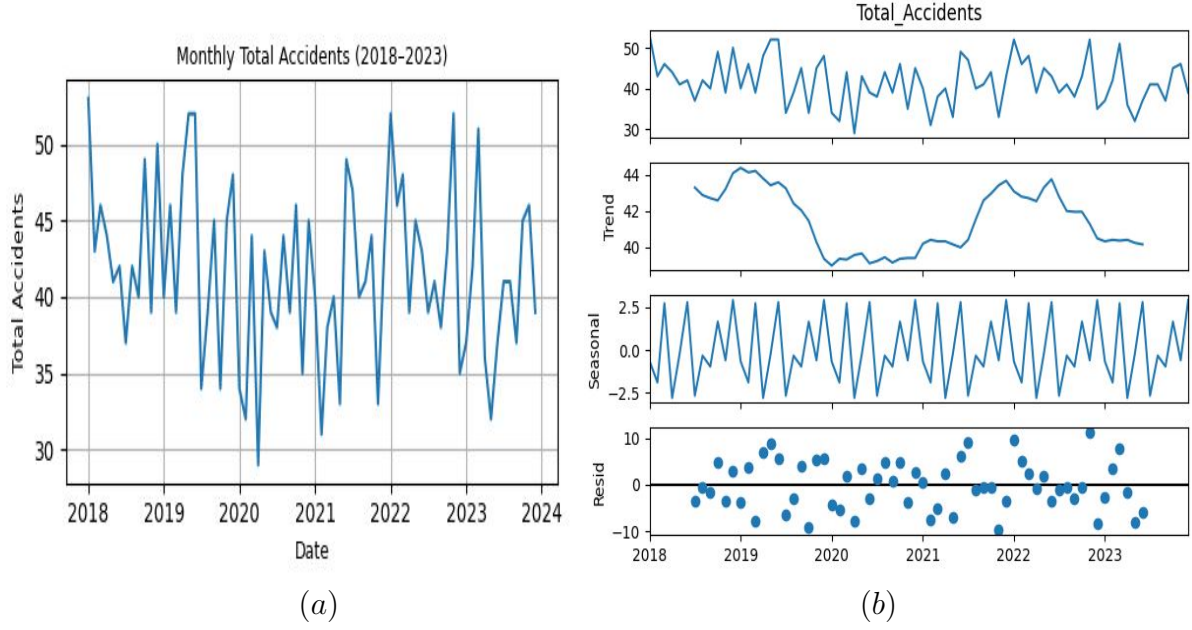 Monthly Total Accidents (2018–2023)
Total Accidents
50
45
40
35
30
2018 2019 2020 2021 2022 2023 2024
Date
(a)
Total_Accidents
50
40
30
Trend
44
42
40
Seasonal
2.5
0.0
−2.5
Resid
10
0
−10
2018 2019 2020 2021 2022 2023
(b)